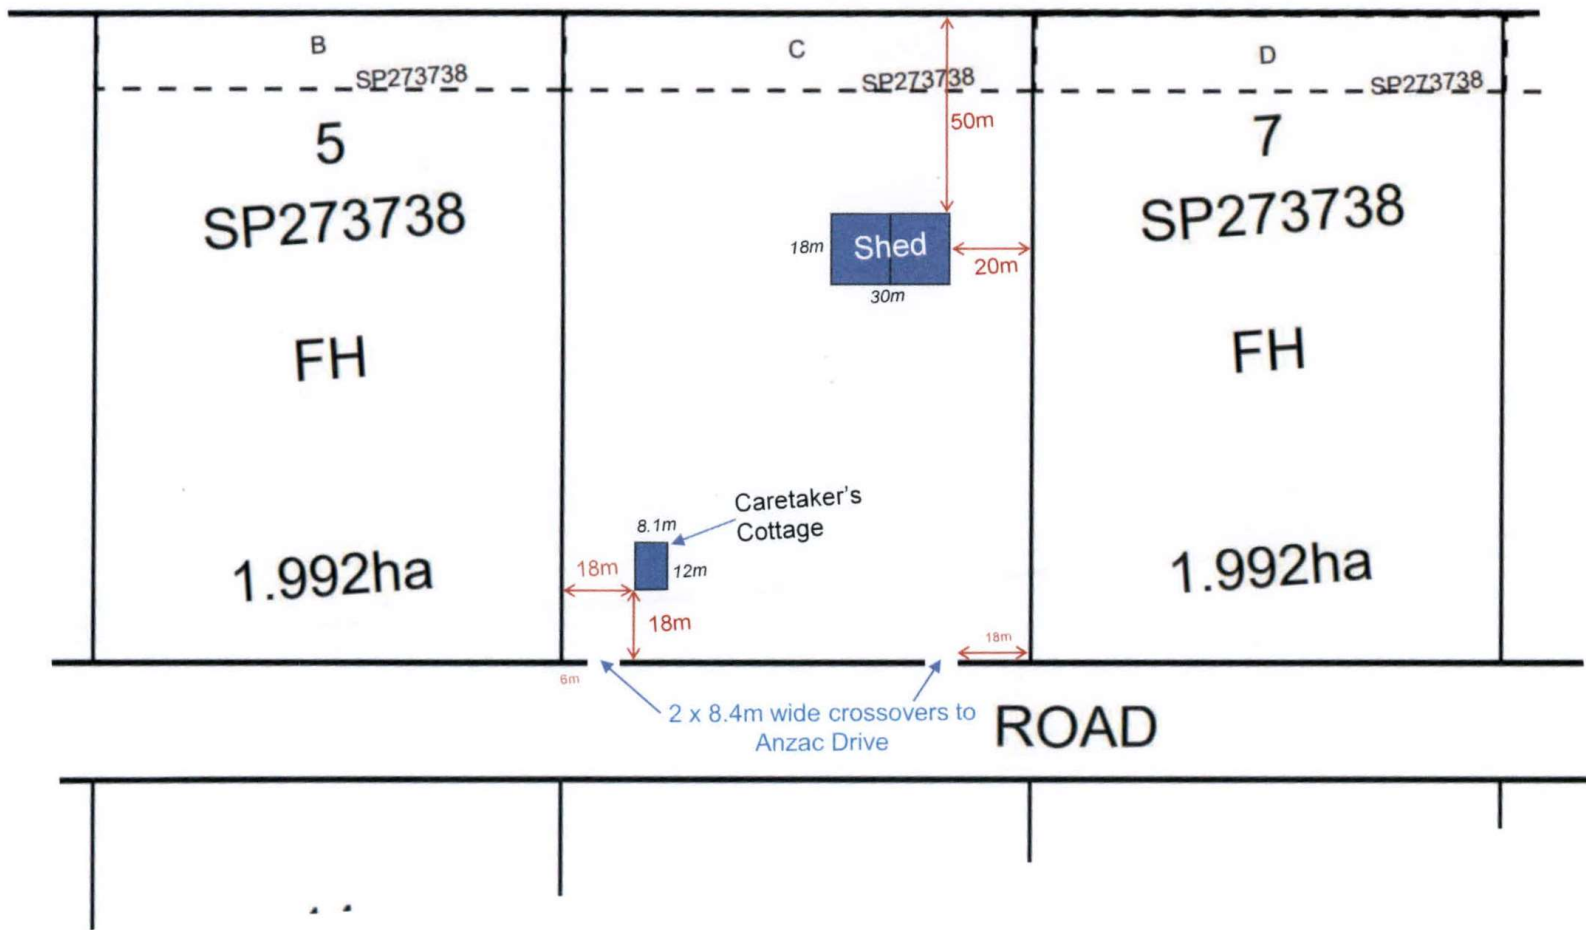 B
SP273738
C
SP273738
D
SP273738
5
SP273738
FH
1.992ha
50m
18m
Shed
30m
20m
7
SP273738
FH
1.992ha
Caretaker's
Cottage
8.1m
12m
18m
18m
18m
6m
2 x 8.4m wide crossovers to
Anzac Drive
ROAD